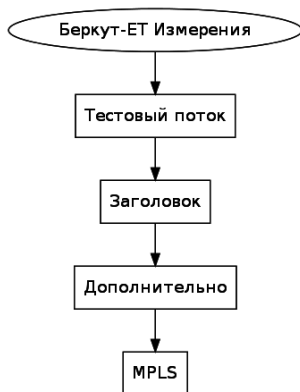 Беркут-ET Измерения
Тестовый поток
Заголовок
Дополнительно
MPLS